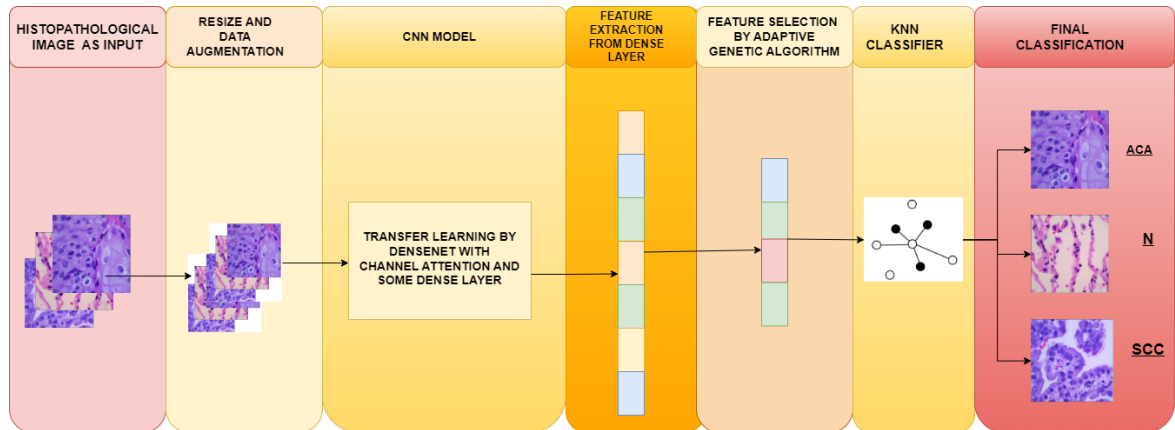 HISTOPATHOLOGICAL
IMAGE AS INPUT
RESIZE AND
DATA
AUGMENTATION
CNN MODEL
FEATURE
EXTRACTION
FROM DENSE
LAYER
FEATURE SELECTION
BY ADAPTIVE
GENETIC ALGORITHM
KNN
CLASSIFIER
FINAL
CLASSIFICATION
TRANSFER LEARNING BY
DENSENET WITH
CHANNEL ATTENTION AND
SOME DENSE LAYER
ACA
N
SCC